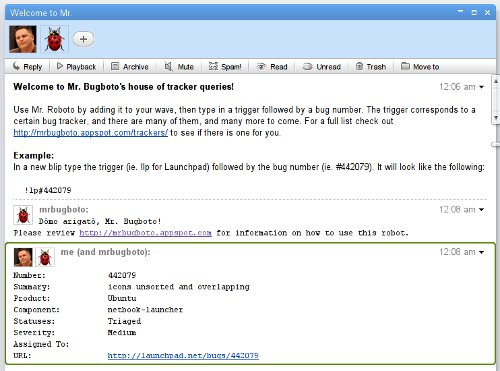 Welcome to Mr.
Reply Playback Archive Mute Spam! Read Unread Trash Move to
Welcome to Mr. Bugboto's house of tracker queries! 12:06 am
Use Mr. Roboto by adding it to your wave, then type in a trigger followed by a bug number. The trigger corresponds to
a certain bug tracker, and there are many of them, and many more to come. For a full list check out
http://mrbugboto.appspot.com/trackers/ to see if there is one for you.
Example:
In a new blip type the trigger (ie. !lp for Launchpad) followed by the bug number (ie. #442079). It will look like the following:
!lp#442079
mrbugboto: 12:08 am
Dōmo arigatō, Mr. Bugboto!
Please review http://mrbugboto.appspot.com for information on how to use this robot.
me (and mrbugboto): 12:08 am
Number: 442079
Summary: icons unsorted and overlapping
Product: Ubuntu
Component: netbook-launcher
Statuses: Triaged
Severity: Medium
Assigned To:
URL: http://launchpad.net/bugs/442079